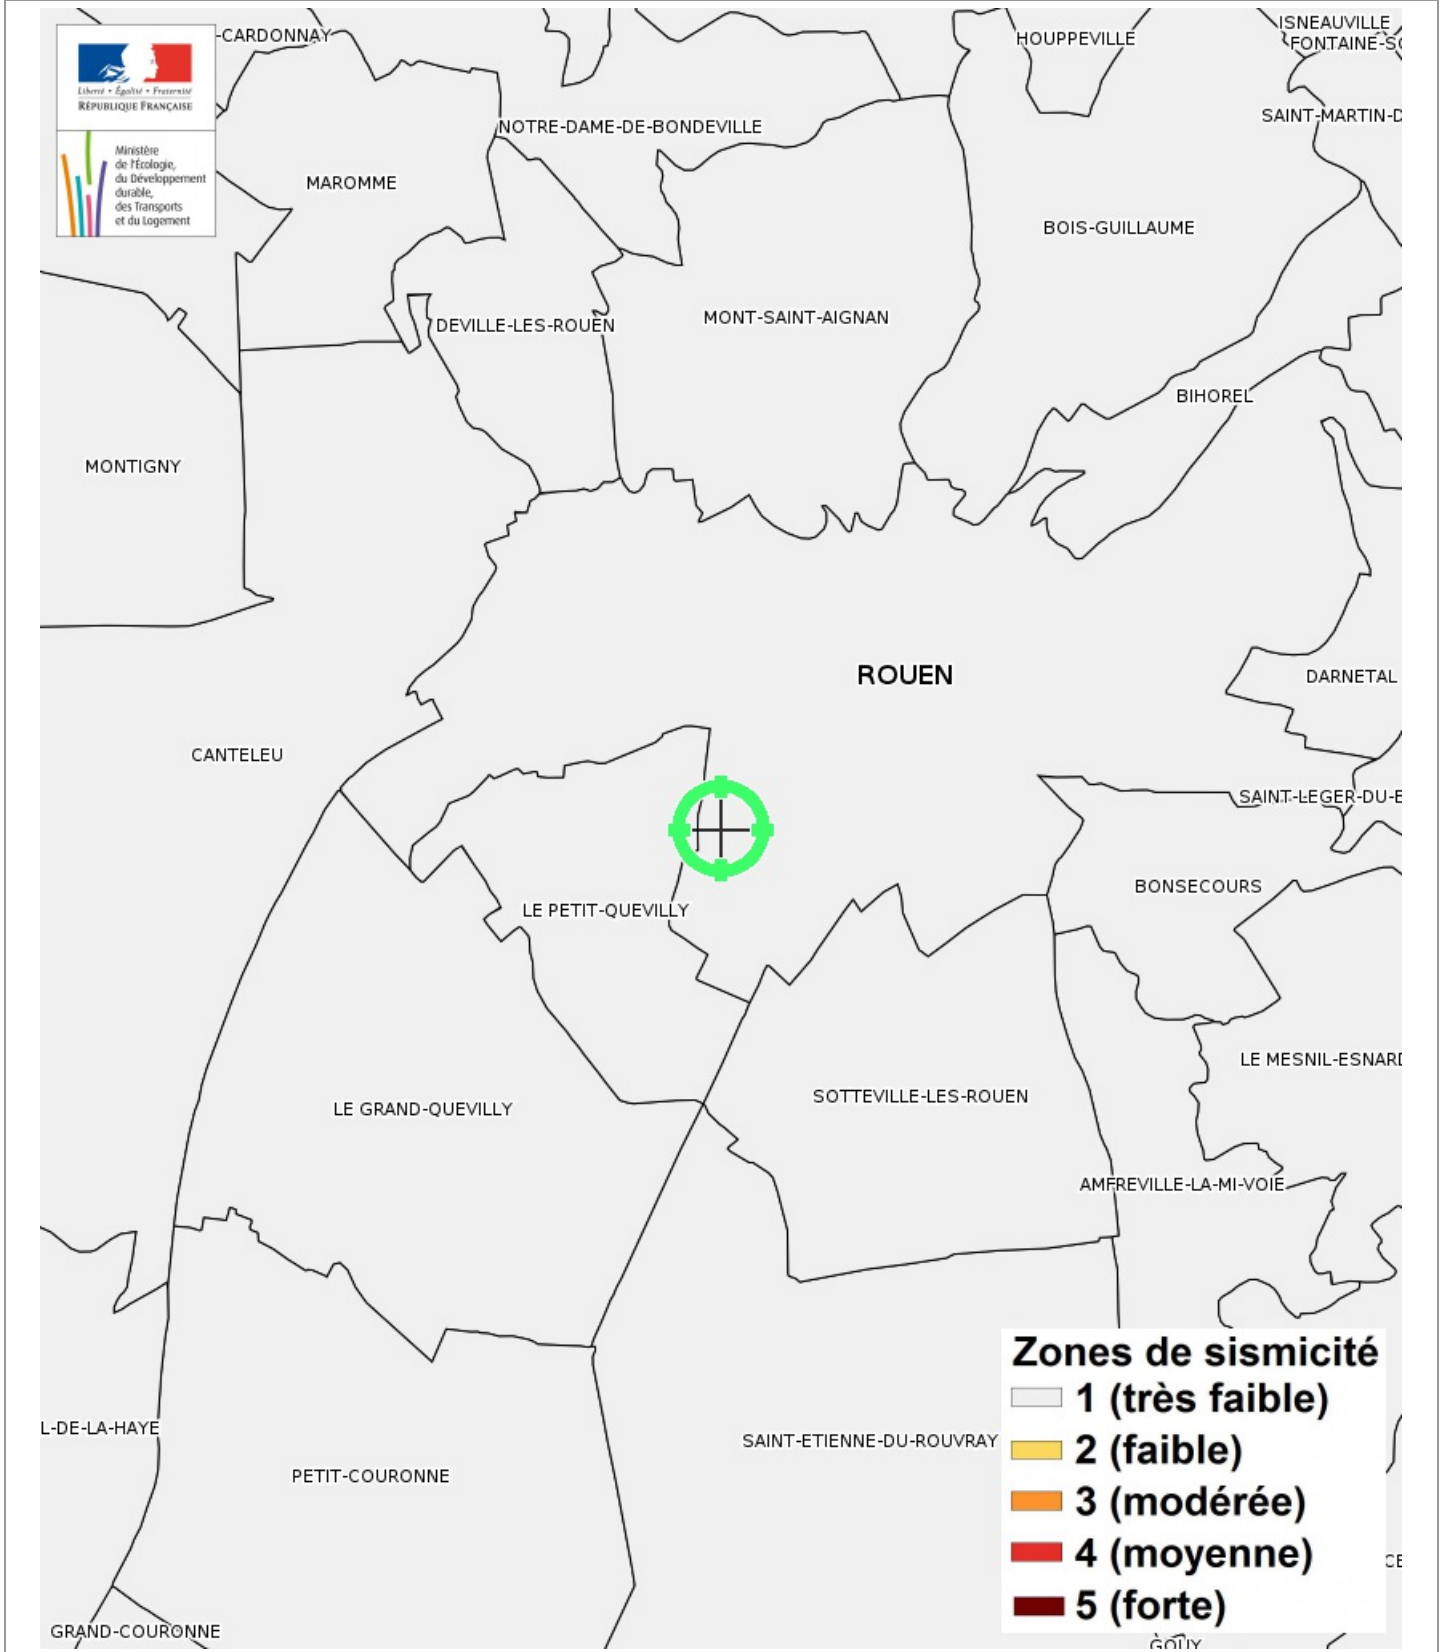 -CARDONNAY
HOUPPEVILLE
ISNEAUVILLE
FONTAINE-SO
Liberté • Égalité • Fraternité
RÉPUBLIQUE FRANÇAISE
SAINT-MARTIN-D
NOTRE-DAME-DE-BONDEVILLE
Ministère
de l'Écologie,
du Développement
durable,
des Transports
et du Logement
MAROMME
BOIS-GUILLAUME
MONT-SAINT-AIGNAN
DEVILLE-LES-ROUEN
BIHOREL
MONTIGNY
ROUEN
DARNETAL
CANTELEU
SAINT-LEGER-DU-B
BONSECOURS
LE PETIT-QUEVILLY
LE MESNIL-ESNARD
SOTTEVILLE-LES-ROUEN
LE GRAND-QUEVILLY
AMFREVILLE-LA-MI-VOIE
Zones de sismicité
1 (très faible)
2 (faible)
3 (modérée)
4 (moyenne)
5 (forte)
L-DE-LA-HAYE
SAINT-ETIENNE-DU-ROUVRAY
PETIT-COURONNE
CE
GRAND-COURONNE
GOUY